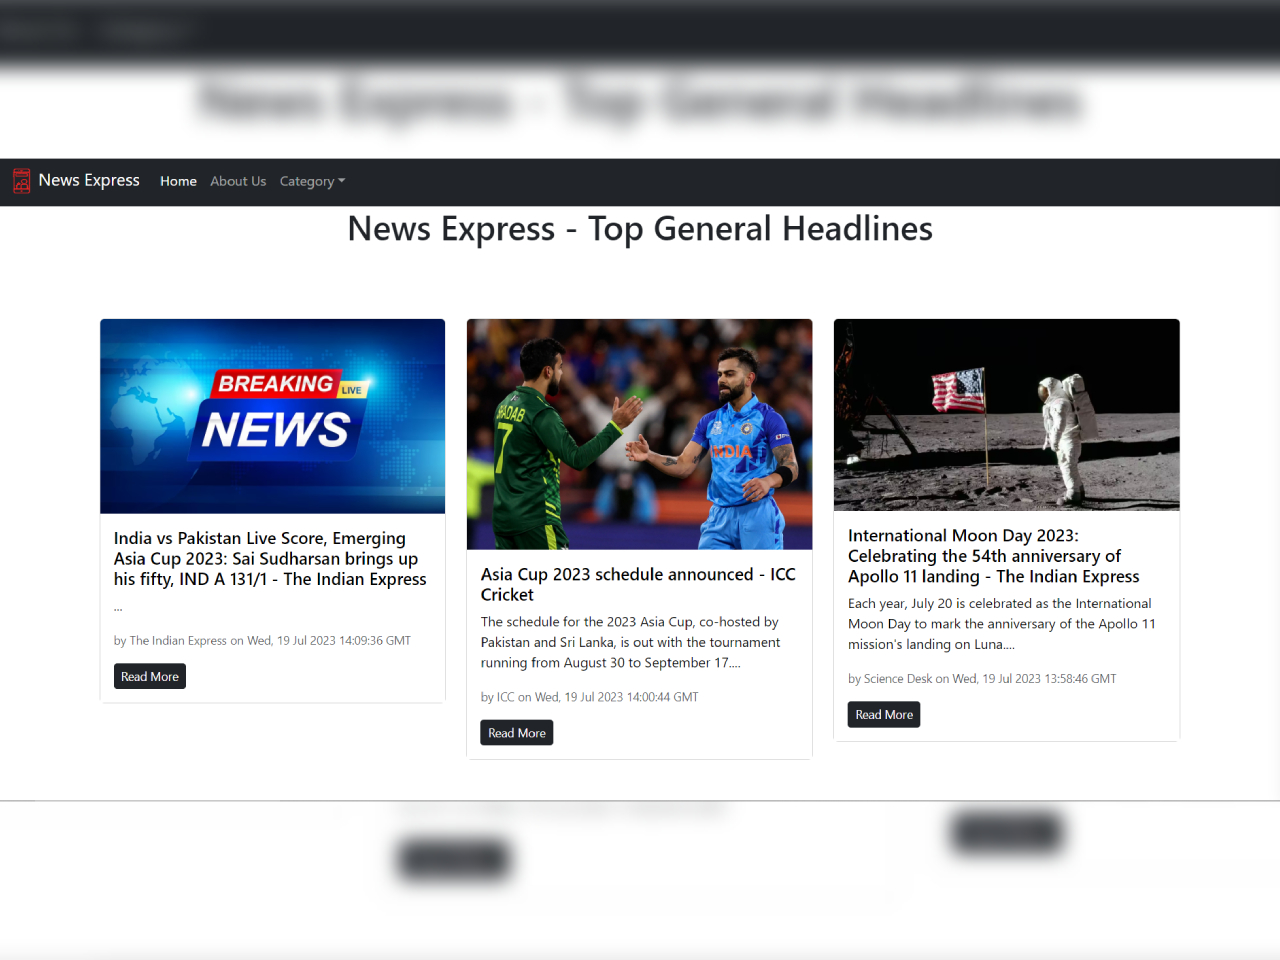 News Express - Top General Headlines
News Express Home About Us Category
News Express - Top General Headlines
BREAKING
LIVE
NEWS
India vs Pakistan Live Score, Emerging
Asia Cup 2023: Sai Sudharsan brings up
his fifty, IND A 131/1 - The Indian Express
...
by The Indian Express on Wed, 19 Jul 2023 14:09:36 GMT
Read More
SHADAB
7
INDIA
Asia Cup 2023 schedule announced - ICC
Cricket
The schedule for the 2023 Asia Cup, co-hosted by
Pakistan and Sri Lanka, is out with the tournament
running from August 30 to September 17....
by ICC on Wed, 19 Jul 2023 14:00:44 GMT
Read More
International Moon Day 2023:
Celebrating the 54th anniversary of
Apollo 11 landing - The Indian Express
Each year, July 20 is celebrated as the International
Moon Day to mark the anniversary of the Apollo 11
mission's landing on Luna....
by Science Desk on Wed, 19 Jul 2023 13:58:46 GMT
Read More